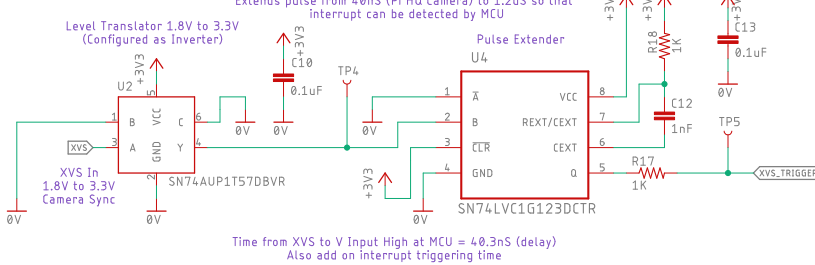 Extends pulse from 40nS (Pi HQ Camera) to 1.2uS so that
interrupt can be detected by MCU
Level Translator 1.8V to 3.3V
(Configured as Inverter)
Pulse Extender
+3V3
+3V3
+3V3
+3V3
+3V3
R18
1K
C13
0.1uF
0V
U2
C10
0.1uF
0V
TP4
U4
1 B VCC 5 C 6
3 A GND 2 Y 4
XVS
0V
0V
0V
SN74AUP1T57DBVR
XVS In
1.8V to 3.3V
Camera Sync
1 A VCC 8
2 B REXT/CEXT 7
3 CLR CEXT 6
4 GND Q 5
0V
+3V3
0V
SN74LVC1G123DCTR
C12
1nF
TP5
R17
1K
XVS_TRIGGER
Time from XVS to V Input High at MCU = 40.3nS (delay)
Also add on interrupt triggering time